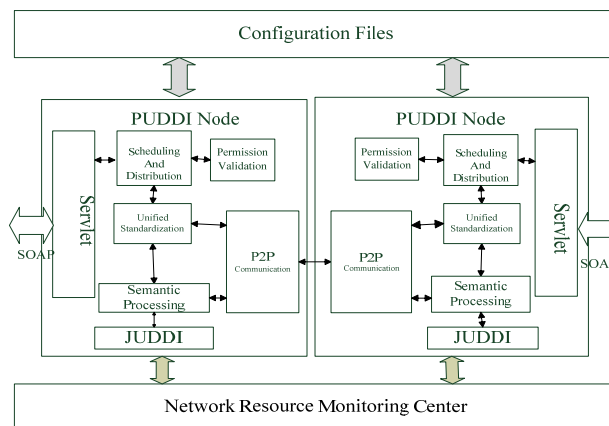 Configuration Files
PUDDI Node
Servlet
Scheduling
And
Distribution
Permission
Validation
Unified
Standardization
P2P
Communication
Semantic
Processing
JUDDI
SOAP
PUDDI Node
Permission
Validation
Scheduling
And
Distribution
Servlet
Unified
Standardization
P2P
Communication
Semantic
Processing
JUDDI
SOA
Network Resource Monitoring Center